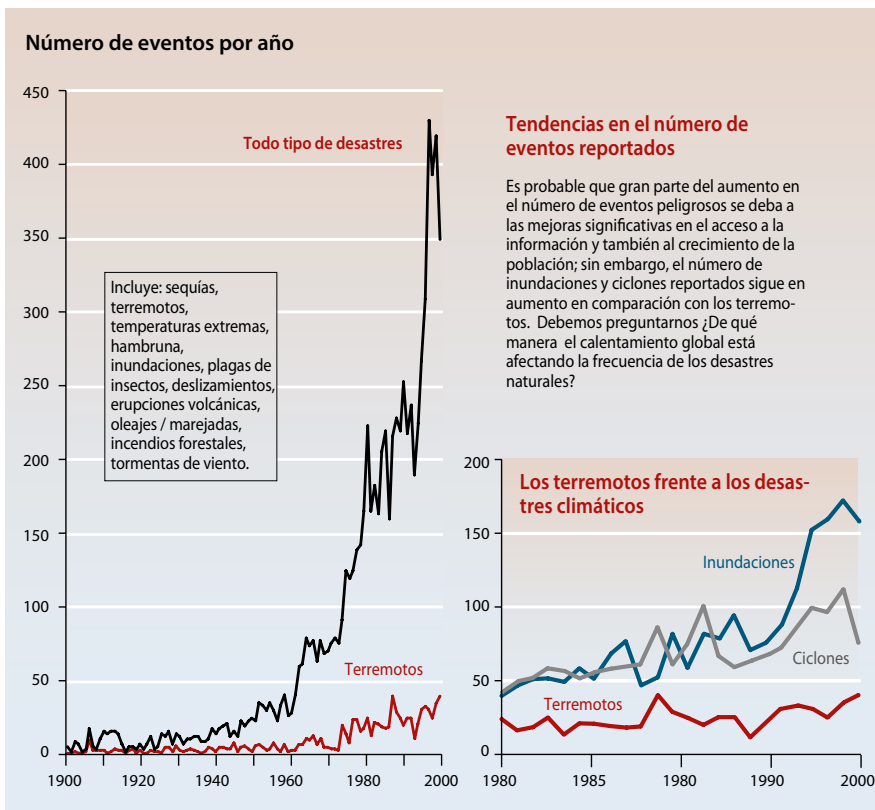 Número de eventos por año
450
400
350
300
250
200
150
100
50
0
1900
1920
1940
1960
1980
2000
Todo tipo de desastres
Incluye: sequías,
terremotos,
temperaturas extremas,
hambruna,
inundaciones, plagas de
insectos, deslizamientos,
erupciones volcánicas,
oleajes / marejadas,
incendios forestales,
tormentas de viento.
Terremotos
Tendencias en el número de
eventos reportados
Es probable que gran parte del aumento en
el número de eventos peligrosos se deba a
las mejoras significativas en el acceso a la
información y también al crecimiento de la
población; sin embargo, el número de
inundaciones y ciclones reportados sigue en
aumento en comparación con los terremo-
tos. Debemos preguntarnos ¿De qué
manera el calentamiento global está
afectando la frecuencia de los desastres
naturales?
Los terremotos frente a los desas-
tres climáticos
200
150
100
50
0
Inundaciones
Ciclones
Terremotos
1980
1985
1980
1990
2000